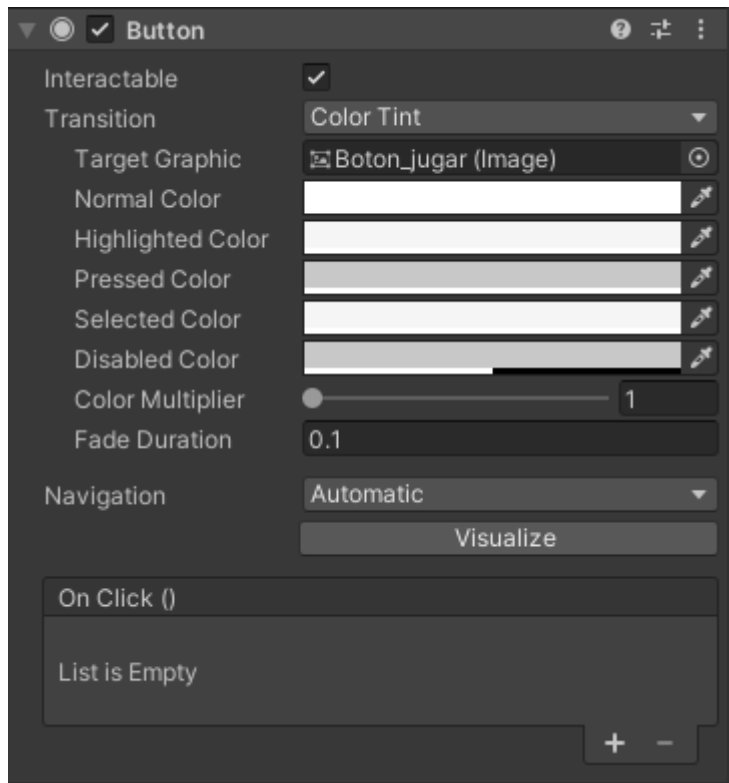 Button
Interactable
Transition Color Tint
Target Graphic Boton_jugar (Image)
Normal Color
Highlighted Color
Pressed Color
Selected Color
Disabled Color
Color Multiplier 1
Fade Duration 0.1
Navigation Automatic
Visualize
On Click ()
List is Empty